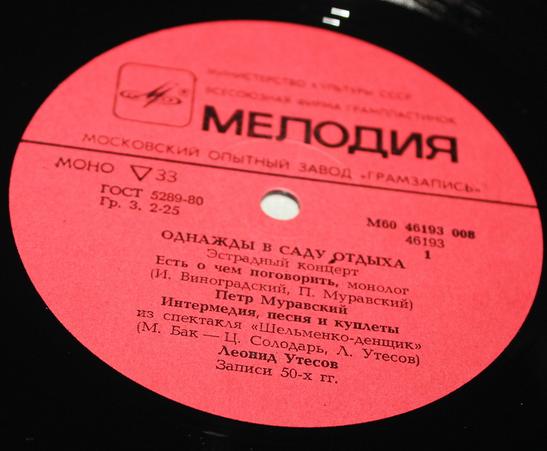 МИНИСТЕРСТВО КУЛЬТУРЫ СССР
ВСЕСОЮЗНАЯ ФИРМА ГРАМПЛАСТИНОК
МЕЛОДИЯ
МОСКОВСКИЙ ОПЫТНЫЙ ЗАВОД «ГРАМЗАПИСЬ»
МОНО ▽ 33
ГОСТ 5289-80
Гр. 3. 2-25
М60 46193 008
46193
1
ОДНАЖДЫ В САДУ ОТДЫХА
Эстрадный концерт
Есть о чем поговорить, монолог
(И. Виноградский, П. Муравский)
Петр Муравский
Интермедия, песня и куплеты
из спектакля «Шельменко-денщик»
(М. Бак — Ц. Солодарь, Л. Утесов)
Леонид Утесов
Записи 50-х гг.